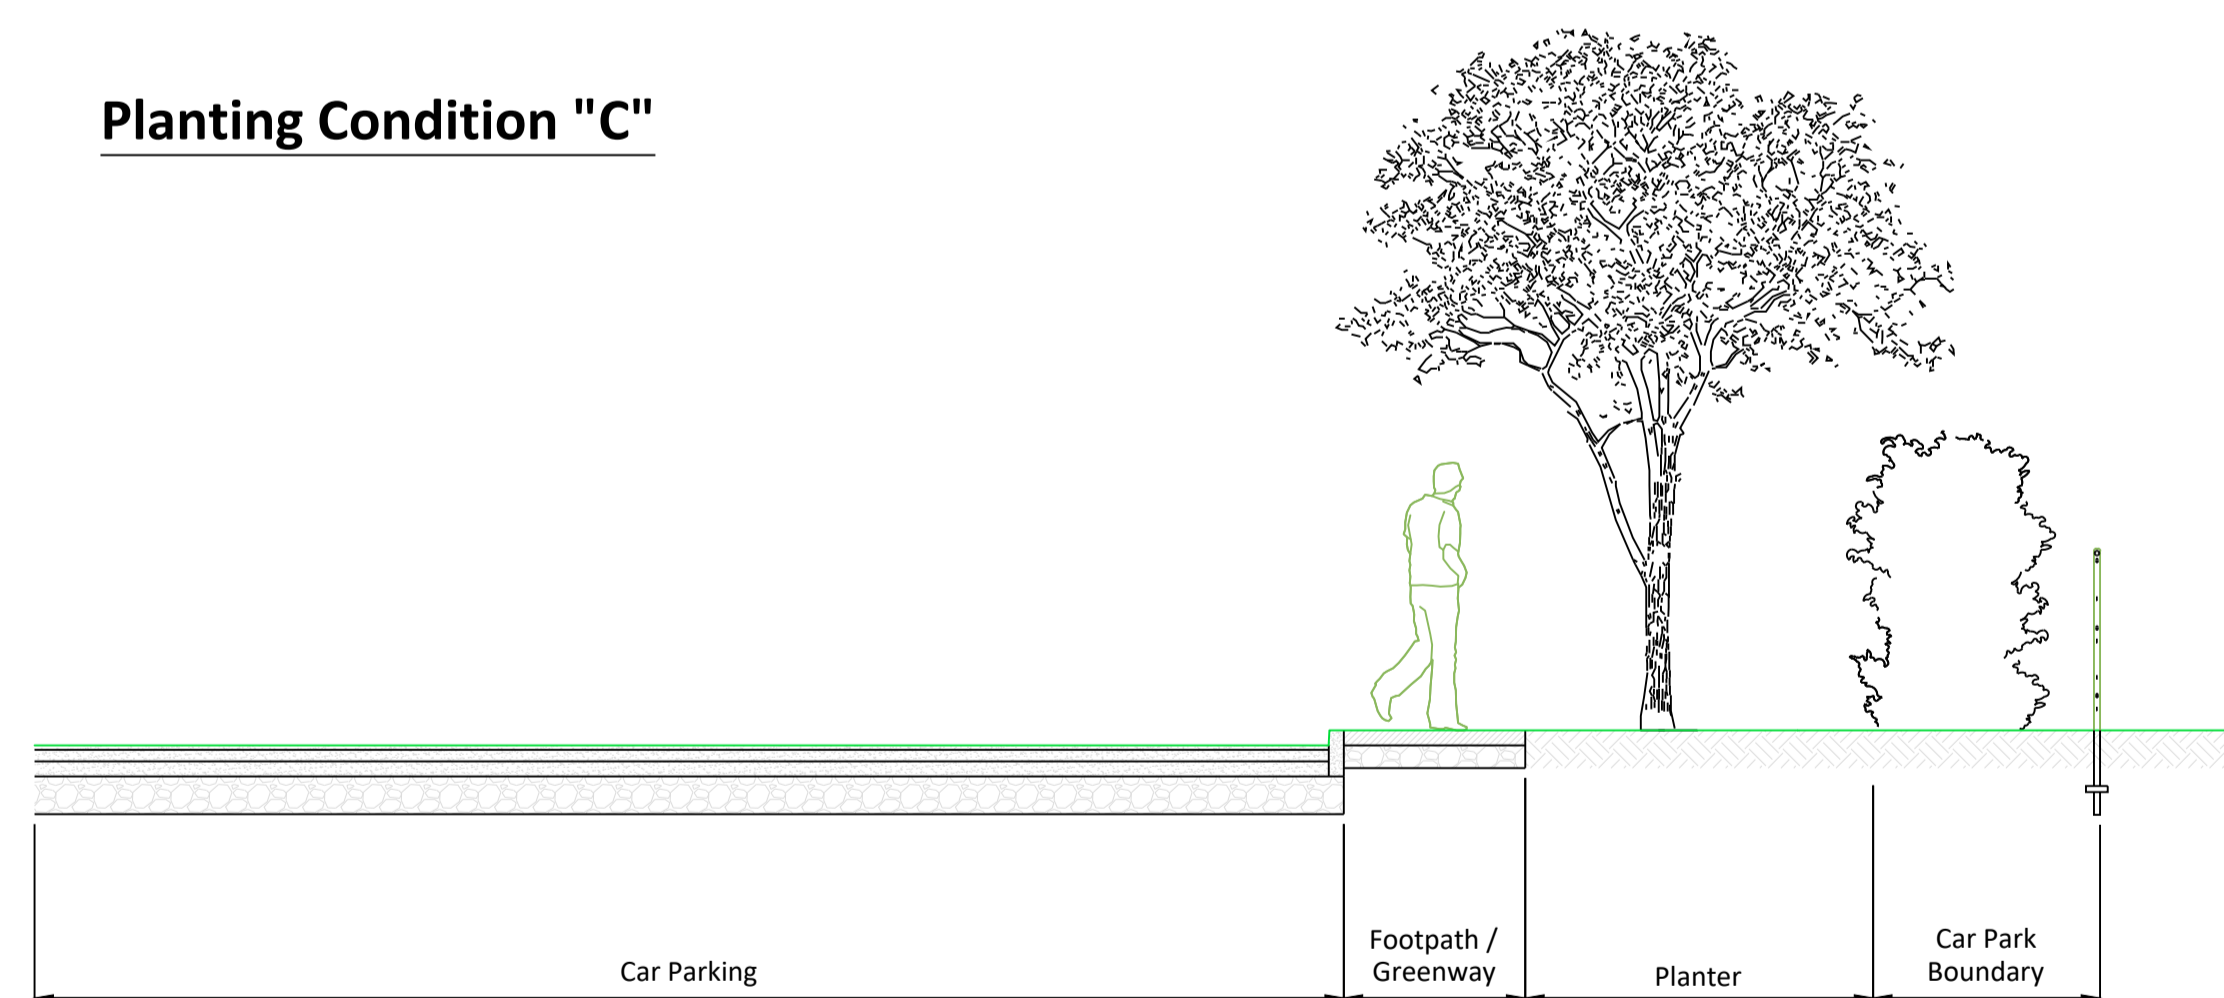 Planting Condition "C"
Car Parking
Footpath /
Greenway
Planter
Car Park
Boundary